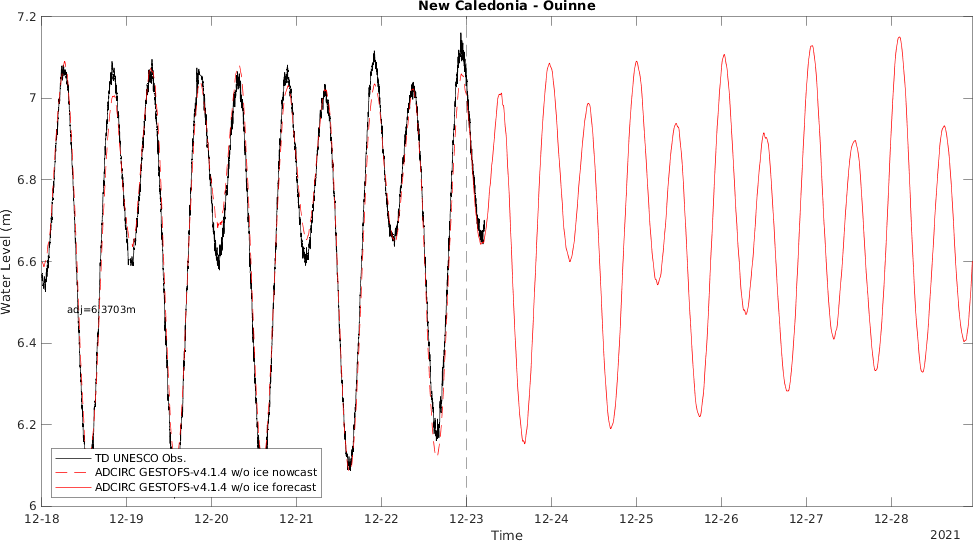 New Caledonia - Ouinne
7.2
7
6.8
6.6
6.4
6.2
6
Water Level (m)
adj=6.3703m
TD UNESCO Obs.
ADCIRC GESTOFS-v4.1.4 w/o ice nowcast
ADCIRC GESTOFS-v4.1.4 w/o ice forecast
12-18 12-19 12-20 12-21 12-22 12-23 12-24 12-25 12-26 12-27 12-28
Time
2021